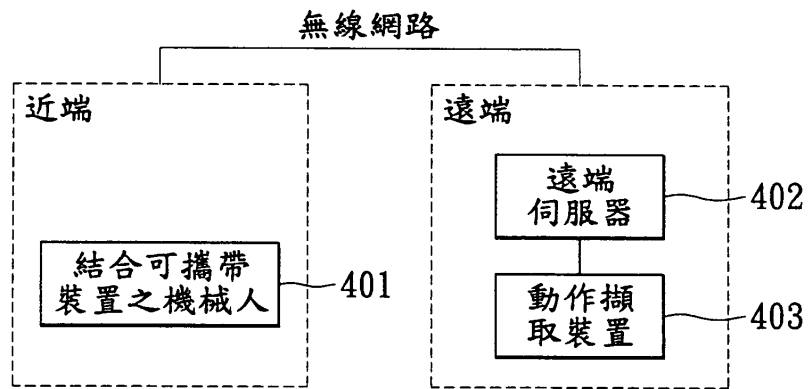 無線網路
近端
結合可攜帶
裝置之機械人
401
遠端
遠端
伺服器
402
動作擷
取裝置
403